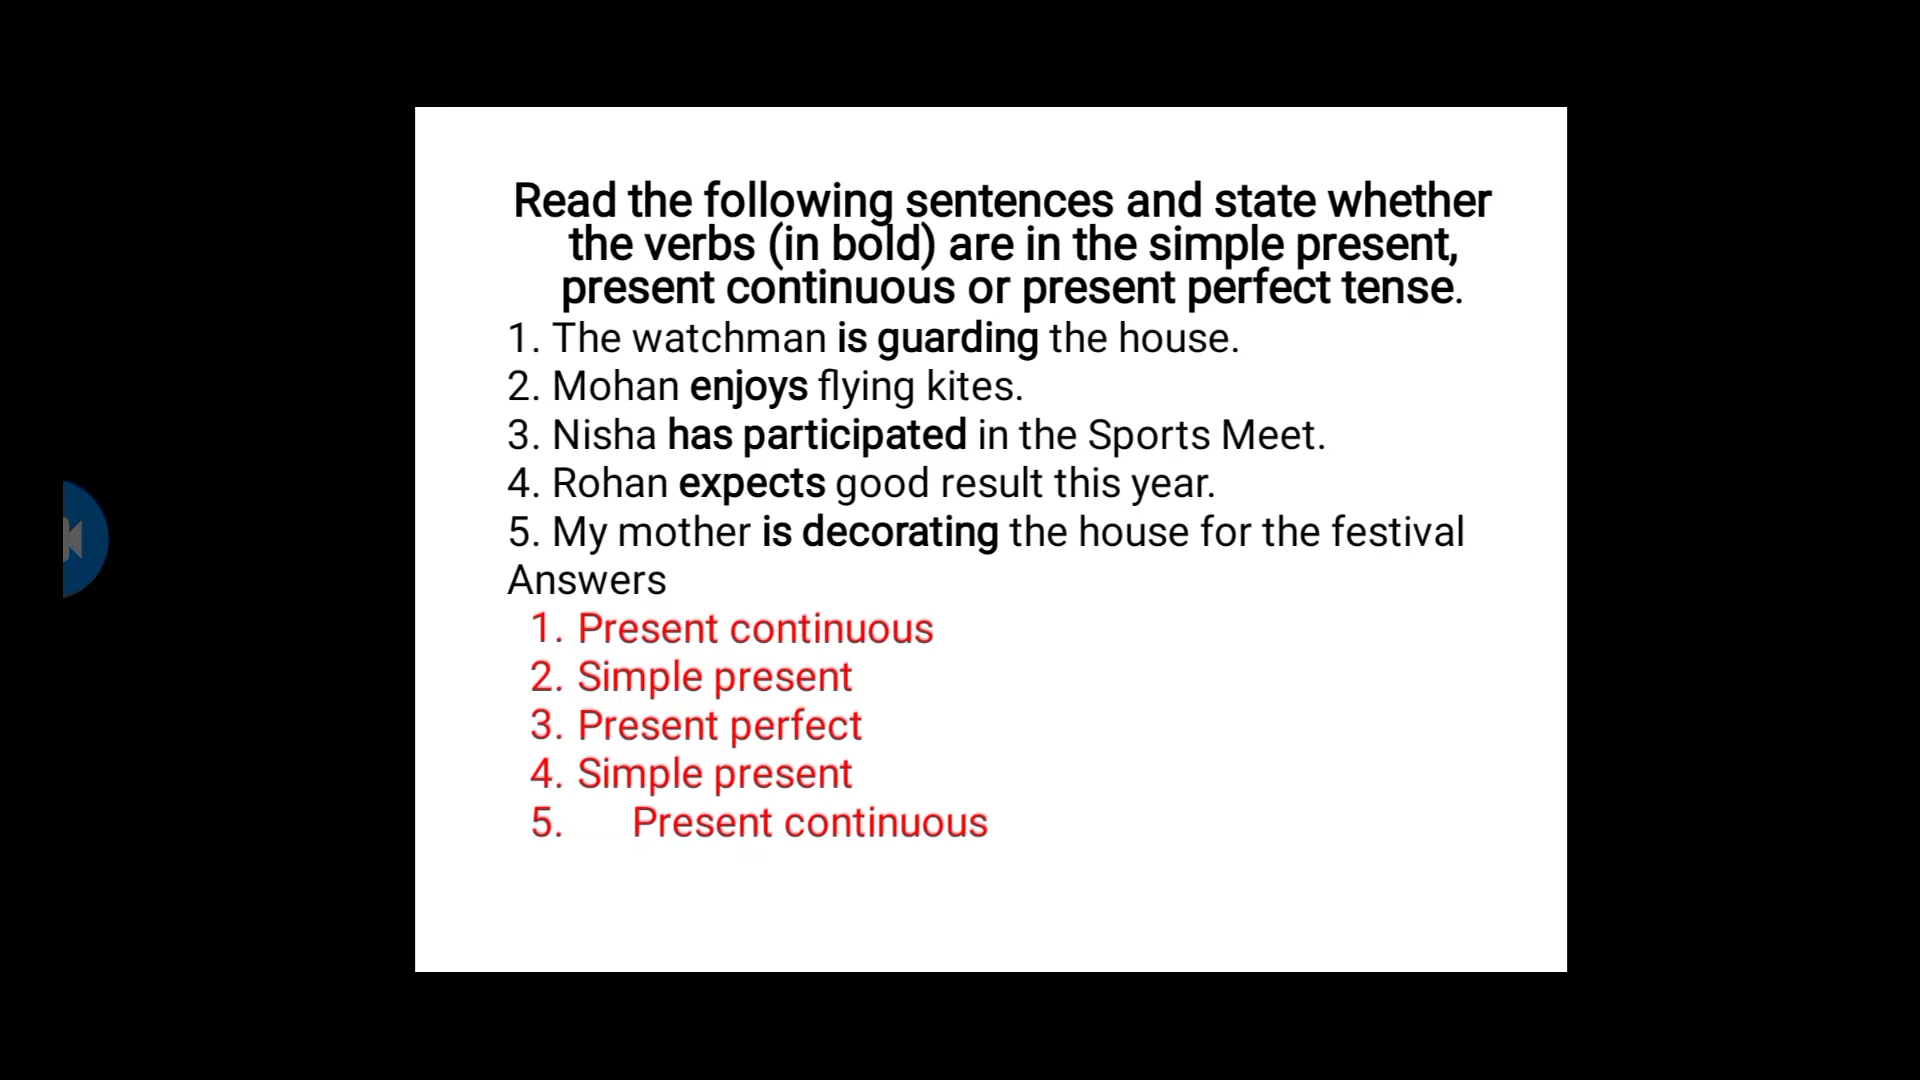 Read the following sentences and state whether
the verbs (in bold) are in the simple present,
present continuous or present perfect tense.
1. The watchman is guarding the house.
2. Mohan enjoys flying kites.
3. Nisha has participated in the Sports Meet.
4. Rohan expects good result this year.
5. My mother is decorating the house for the festival
Answers
1. Present continuous
2. Simple present
3. Present perfect
4. Simple present
5. Present continuous